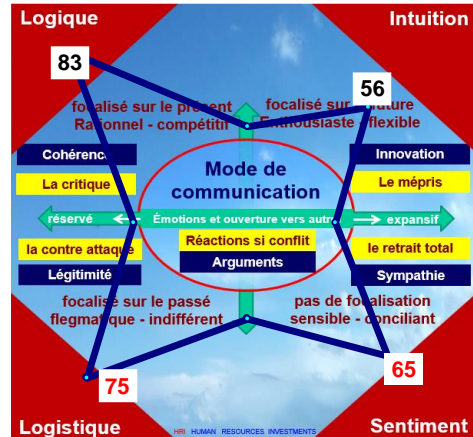 Logique
Intuition
83
56
focalisé sur le présent
Rationnel - compétitif
focalisé sur
Enthousiaste - flexible
Cohérence
Innovation
La critique
Mode de
communication
Le mépris
réservé
Émotions et ouverture vers autr
expansif
la contre attaque
Réactions si conflit
le retrait total
Légitimité
Arguments
Sympathie
focalisé sur le passé
flegmatique - indifférent
pas de focalisation
sensible - conciliant
75
65
Logistique
Sentiment
HRI HUMAN RESOURCES INVESTMENTS